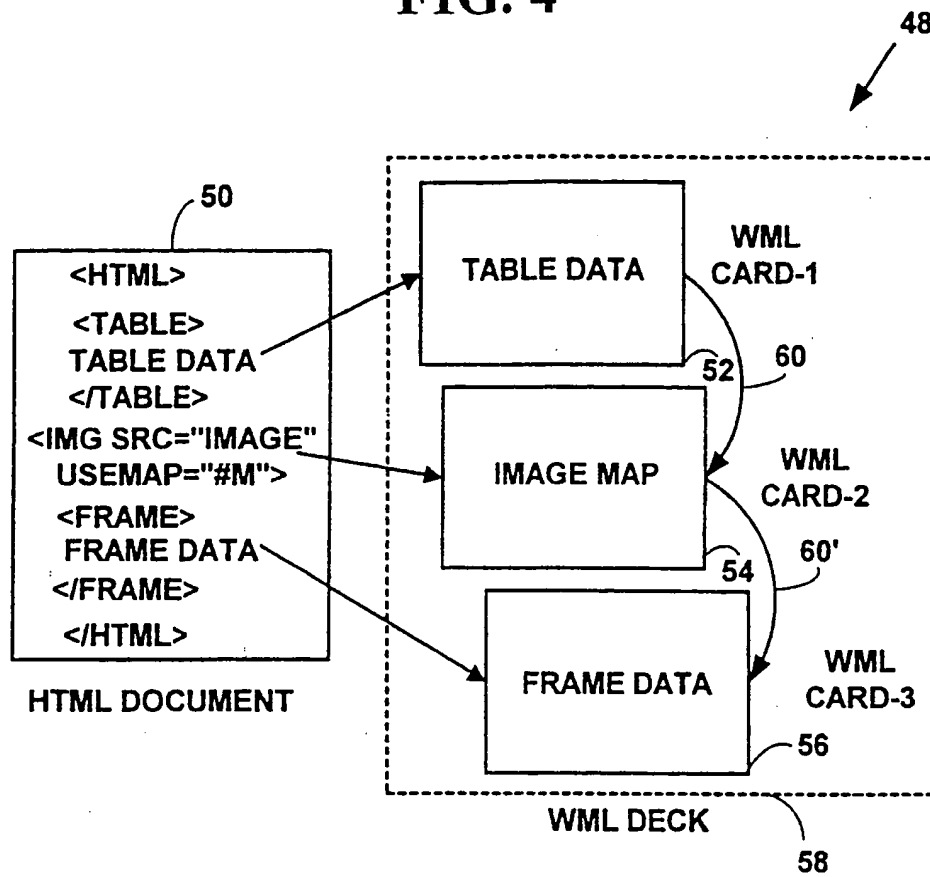 FIG. 4
48
50
<HTML>
<TABLE>
TABLE DATA
</TABLE>
<IMG SRC="IMAGE"
USEMAP="#M">
<FRAME>
FRAME DATA
</FRAME>
</HTML>
HTML DOCUMENT
TABLE DATA
WML
CARD-1
52
60
IMAGE MAP
WML
CARD-2
54
60'
FRAME DATA
WML
CARD-3
56
WML DECK
58